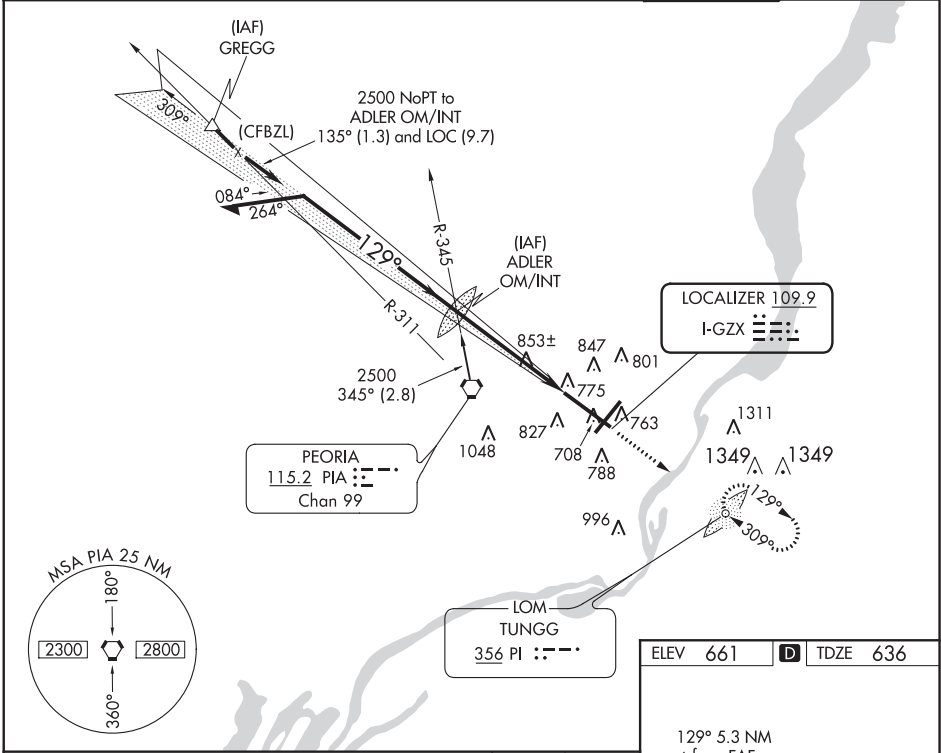 (IAF)
GREGG
309°
(CFBZL)
2500 NoPT to
ADLER OM/INT
135° (1.3) and LOC (9.7)
084°
264°
129°
R-345
(IAF)
ADLER
OM/INT
R-311
LOCALIZER 109.9
I-GZX
853±
847
801
775
2500
345° (2.8)
827
763
708
1048
788
1311
1349
1349
PEORIA
115.2 PIA
Chan 99
996
129°
309°
MSA PIA 25 NM
180°
2300
2800
360°
LOM
TUNGG
356 PI
ELEV 661 D TDZE 636
129° 5.3 NM